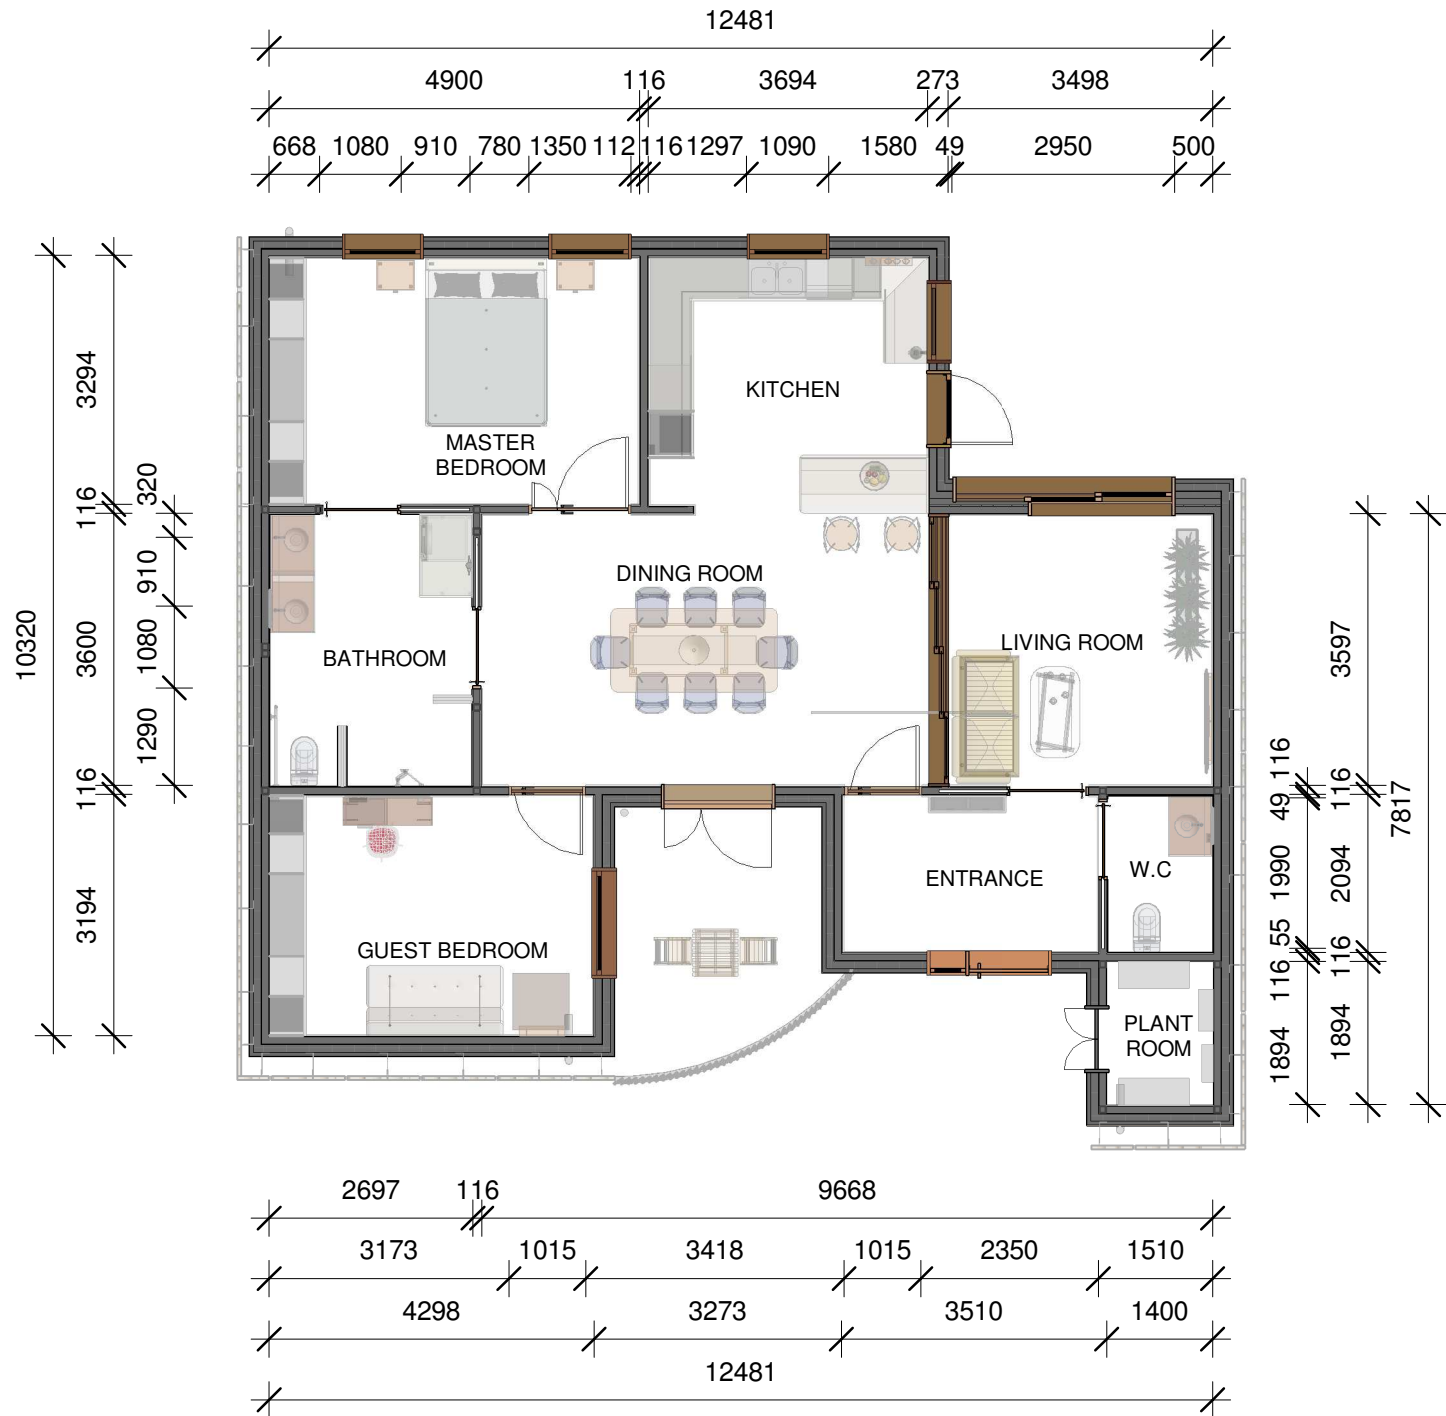 12481
4900 116 3694 273 3498
668 1080 910 780 1350 112 116 1297 1090 1580 49 2950 500
10320
3294
116
3600
116
3194
320
910
1080
1290
KITCHEN
MASTER
BEDROOM
DINING ROOM
LIVING ROOM
BATHROOM
ENTRANCE
W.C
GUEST BEDROOM
PLANT
ROOM
116
49
1990
55
116
1894
3597
116
2094
116
1894
7817
2697 116 9668
3173 1015 3418 1015 2350 1510
4298 3273 3510 1400
12481